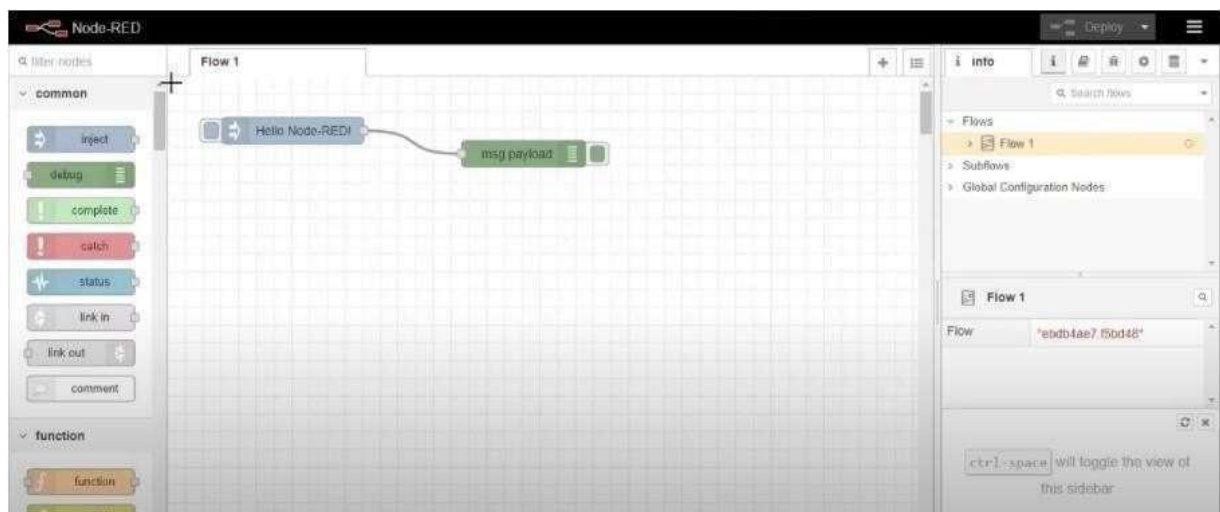 Node-RED
Deploy
filter nodes
Flow 1
i info
Search flows
common
inject
debug
complete
catch
status
link in
link out
comment
function
function
Hello Node-RED!
msg.payload
Flows
Flow 1
Subflows
Global Configuration Nodes
Flow 1
Flow
ctrl-space will toggle the view of
this sidebar